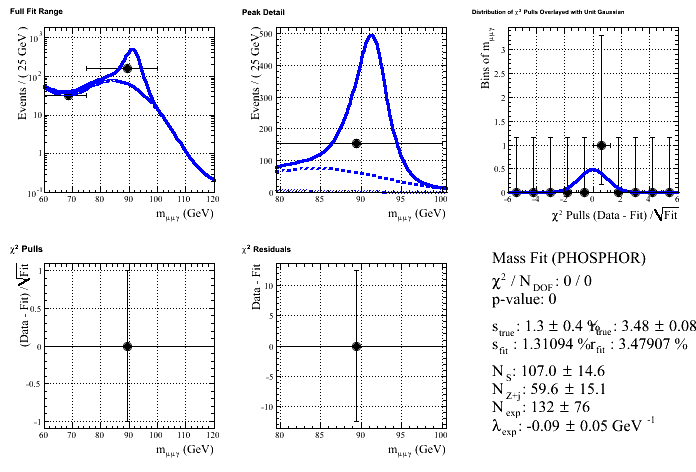 Full Fit Range
Events / ( 25 GeV )
10³
10²
10
1
10⁻¹
60 70 80 90 100 110 120
m_μμγ (GeV)
Peak Detail
Events / ( 25 GeV )
500
400
300
200
100
0
80 85 90 95 100
m_μμγ (GeV)
Distribution of χ² Pulls Overlayed with Unit Gaussian
Bins of m_μμγ
3
2.5
2
1.5
1
0.5
0
-6 -4 -2 0 2 4 6
χ² Pulls (Data - Fit) /√Fit
χ² Pulls
(Data - Fit) /√Fit
1
0.5
0
-0.5
-1
60 70 80 90 100 110 120
m_μμγ (GeV)
χ² Residuals
Data - Fit
10
5
0
-5
-10
80 85 90 95 100
m_μμγ (GeV)
Mass Fit (PHOSPHOR)
χ² / N_DOF : 0 / 0
p-value: 0
s_true : 1.3 ± 0.4 % r_true : 3.48 ± 0.08
s_fit : 1.31094 % r_fit : 3.47907 %
N_S : 107.0 ± 14.6
N_Z+j : 59.6 ± 15.1
N_exp : 132 ± 76
λ_exp : -0.09 ± 0.05 GeV⁻¹